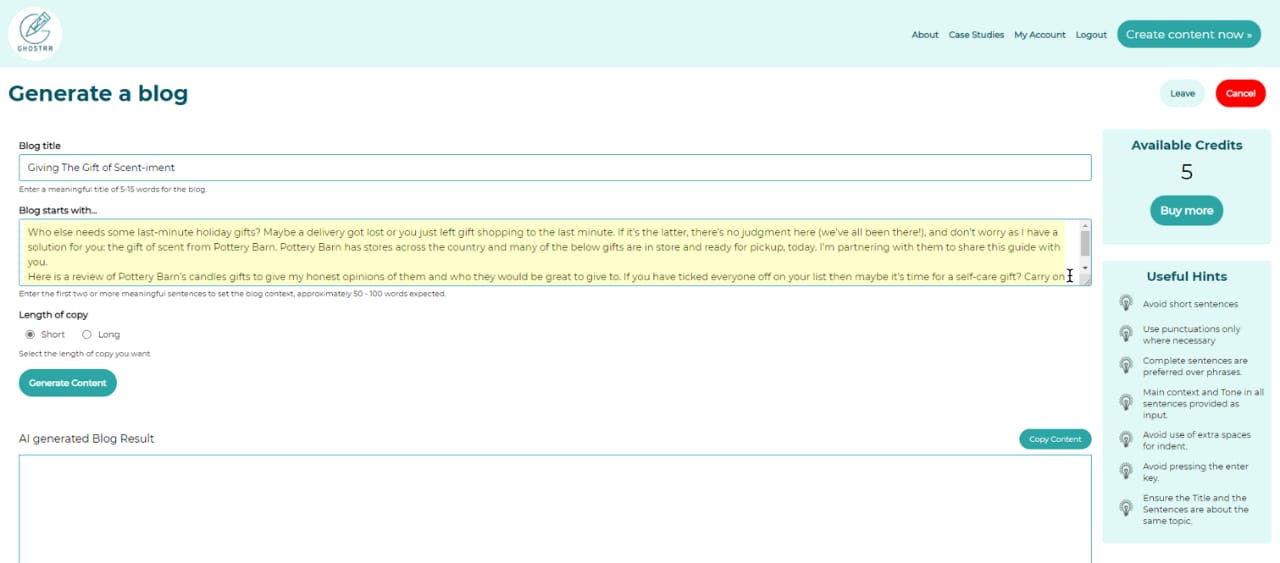 GHOSTRR
About Case Studies My Account Logout Create content now »
Generate a blog
Leave Cancel
Blog title
Giving The Gift of Scent-iment
Enter a meaningful title of 5-15 words for the blog.
Blog starts with...
Who else needs some last-minute holiday gifts? Maybe a delivery got lost or you just left gift shopping to the last minute. If it's the latter, there's no judgment here (we've all been there!), and don't worry as I have a
solution for you: the gift of scent from Pottery Barn. Pottery Barn has stores across the country and many of the below gifts are in store and ready for pickup, today. I'm partnering with them to share this guide with
you.
Here is a review of Pottery Barn's candles gifts to give my honest opinions of them and who they would be great to give to. If you have ticked everyone off on your list then maybe it's time for a self-care gift? Carry on
Enter the first two or more meaningful sentences to set the blog context, approximately 50 - 100 words expected.
Length of copy
Short Long
Select the length of copy you want
Generate Content
AI generated Blog Result
Copy Content
Available Credits
5
Buy more
Useful Hints
Avoid short sentences
Use punctuations only
where necessary
Complete sentences are
preferred over phrases.
Main context and Tone in all
sentences provided as
input.
Avoid use of extra spaces
for indent.
Avoid pressing the enter
key.
Ensure the Title and the
Sentences are about the
same topic.